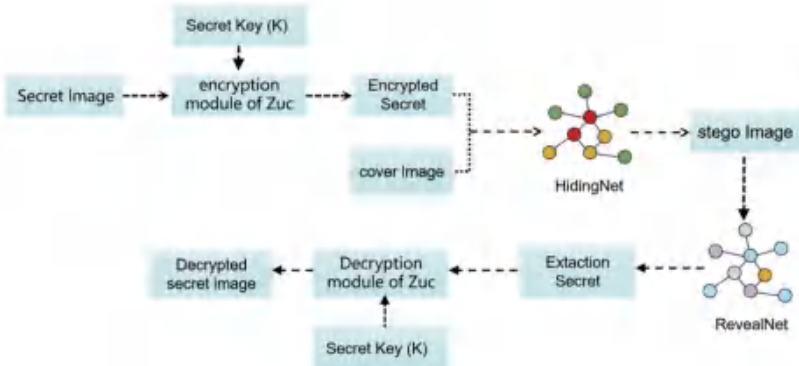 Secret Key (K)
Secret Image
encryption
module of Zuc
Encrypted
Secret
cover Image
HidingNet
stego Image
Decrypted
secret image
Decryption
module of Zuc
Extaction
Secret
RevealNet
Secret Key (K)